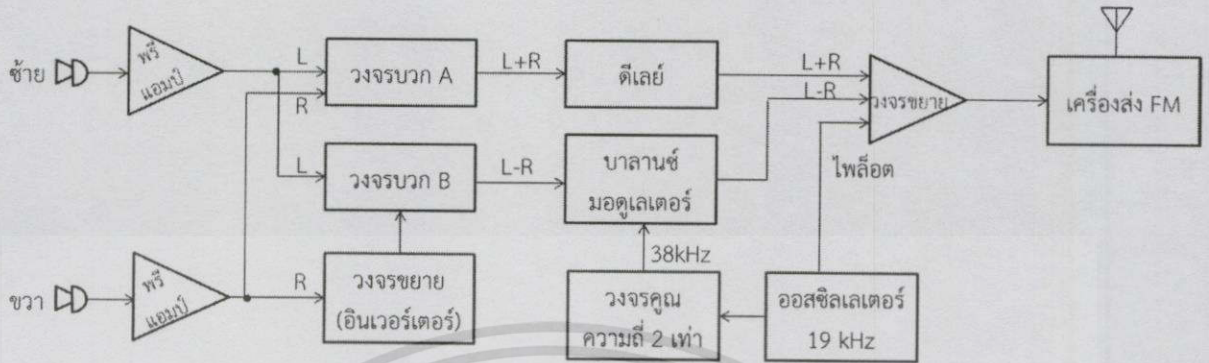 ซ้าย
พรี
แอมป์
L
R
วงจรบวก A
L+R
ดีเลย์
L+R
L-R
วงจรขยาย
เครื่องส่ง FM
ไพล็อต
L
วงจรบวก B
L-R
บาลานซ์
มอดูเลเตอร์
38kHz
ขวา
พรี
แอมป์
R
วงจรขยาย
(อินเวอร์เตอร์)
วงจรคูณ
ความถี่ 2 เท่า
ออสซิลเลเตอร์
19 kHz